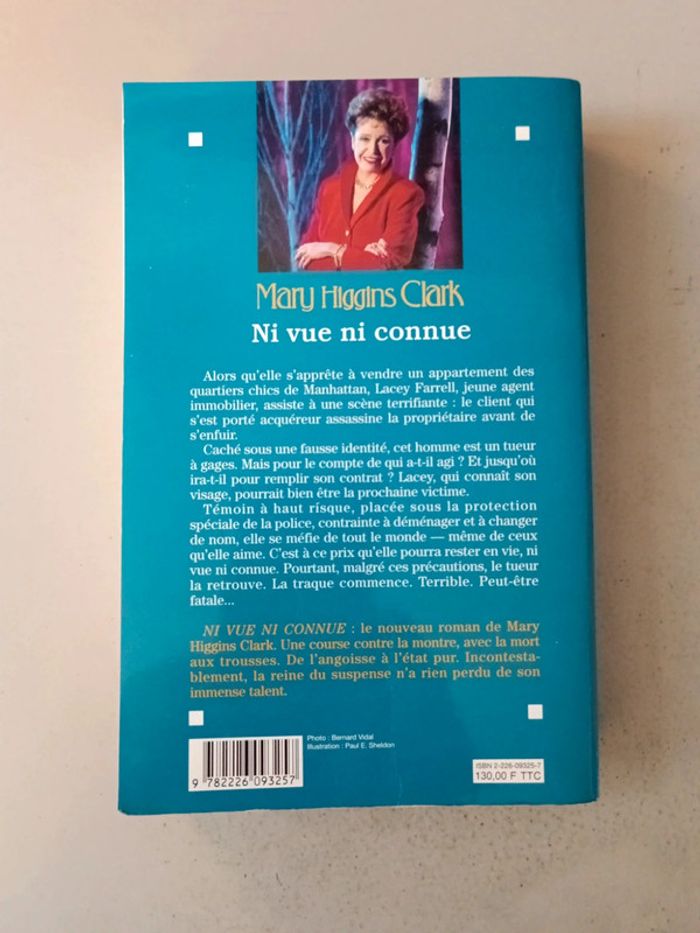 Mary Higgins Clark
Ni vue ni connue
Alors qu'elle s'apprête à vendre un appartement des
quartiers chics de Manhattan, Lacey Farrell, jeune agent
immobilier, assiste à une scène terrifiante : le client qui
s'est porté acquéreur assassine la propriétaire avant de
s'enfuir.
Caché sous une fausse identité, cet homme est un tueur
à gages. Mais pour le compte de qui a-t-il agi ? Et jusqu'où
ira-t-il pour remplir son contrat ? Lacey, qui connaît son
visage, pourrait bien être la prochaine victime.
Témoin à haut risque, placée sous la protection
spéciale de la police, contrainte à déménager et à changer
de nom, elle se méfie de tout le monde — même de ceux
qu'elle aime. C'est à ce prix qu'elle pourra rester en vie, ni
vue ni connue. Pourtant, malgré ces précautions, le tueur
la retrouve. La traque commence. Terrible. Peut-être
fatale...
NI VUE NI CONNUE : le nouveau roman de Mary
Higgins Clark. Une course contre la montre, avec la mort
aux trousses. De l'angoisse à l'état pur. Incontesta-
blement, la reine du suspense n'a rien perdu de son
immense talent.
Photo : Bernard Vidal
Illustration : Paul E. Sheldon
9 782226 093257
ISBN 2-226-09325-7
130,00 F TTC